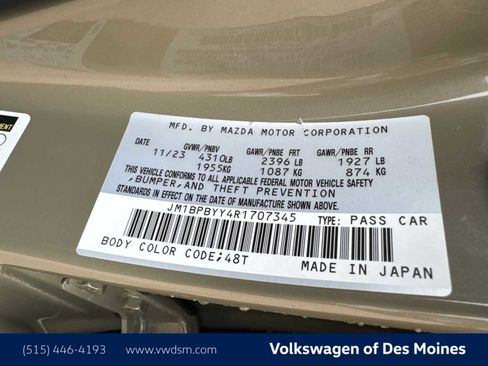 MFD. BY MAZDA MOTOR CORPORATION
DATE GVWR/PNBV GAWR/PNBE FRT GAWR/PNBE RR
11/23 4310LB 2396 LB 1927 LB
1955KG 1087 KG 874 KG
THIS VEHICLE CONFORMS TO ALL APPLICABLE FEDERAL MOTOR VEHICLE SAFETY
,BUMPER,AND THEFT PREVENTION
STANDARDS IN EFFECT ON THE DATE OF MANUFACTURE SHOWN ABOVE.
JM1BPBYY4R1707345 TYPE: PASS CAR
BODY COLOR CODE;48T
MADE IN JAPAN
(515) 446-4193 www.vwdsm.com Volkswagen of Des Moines